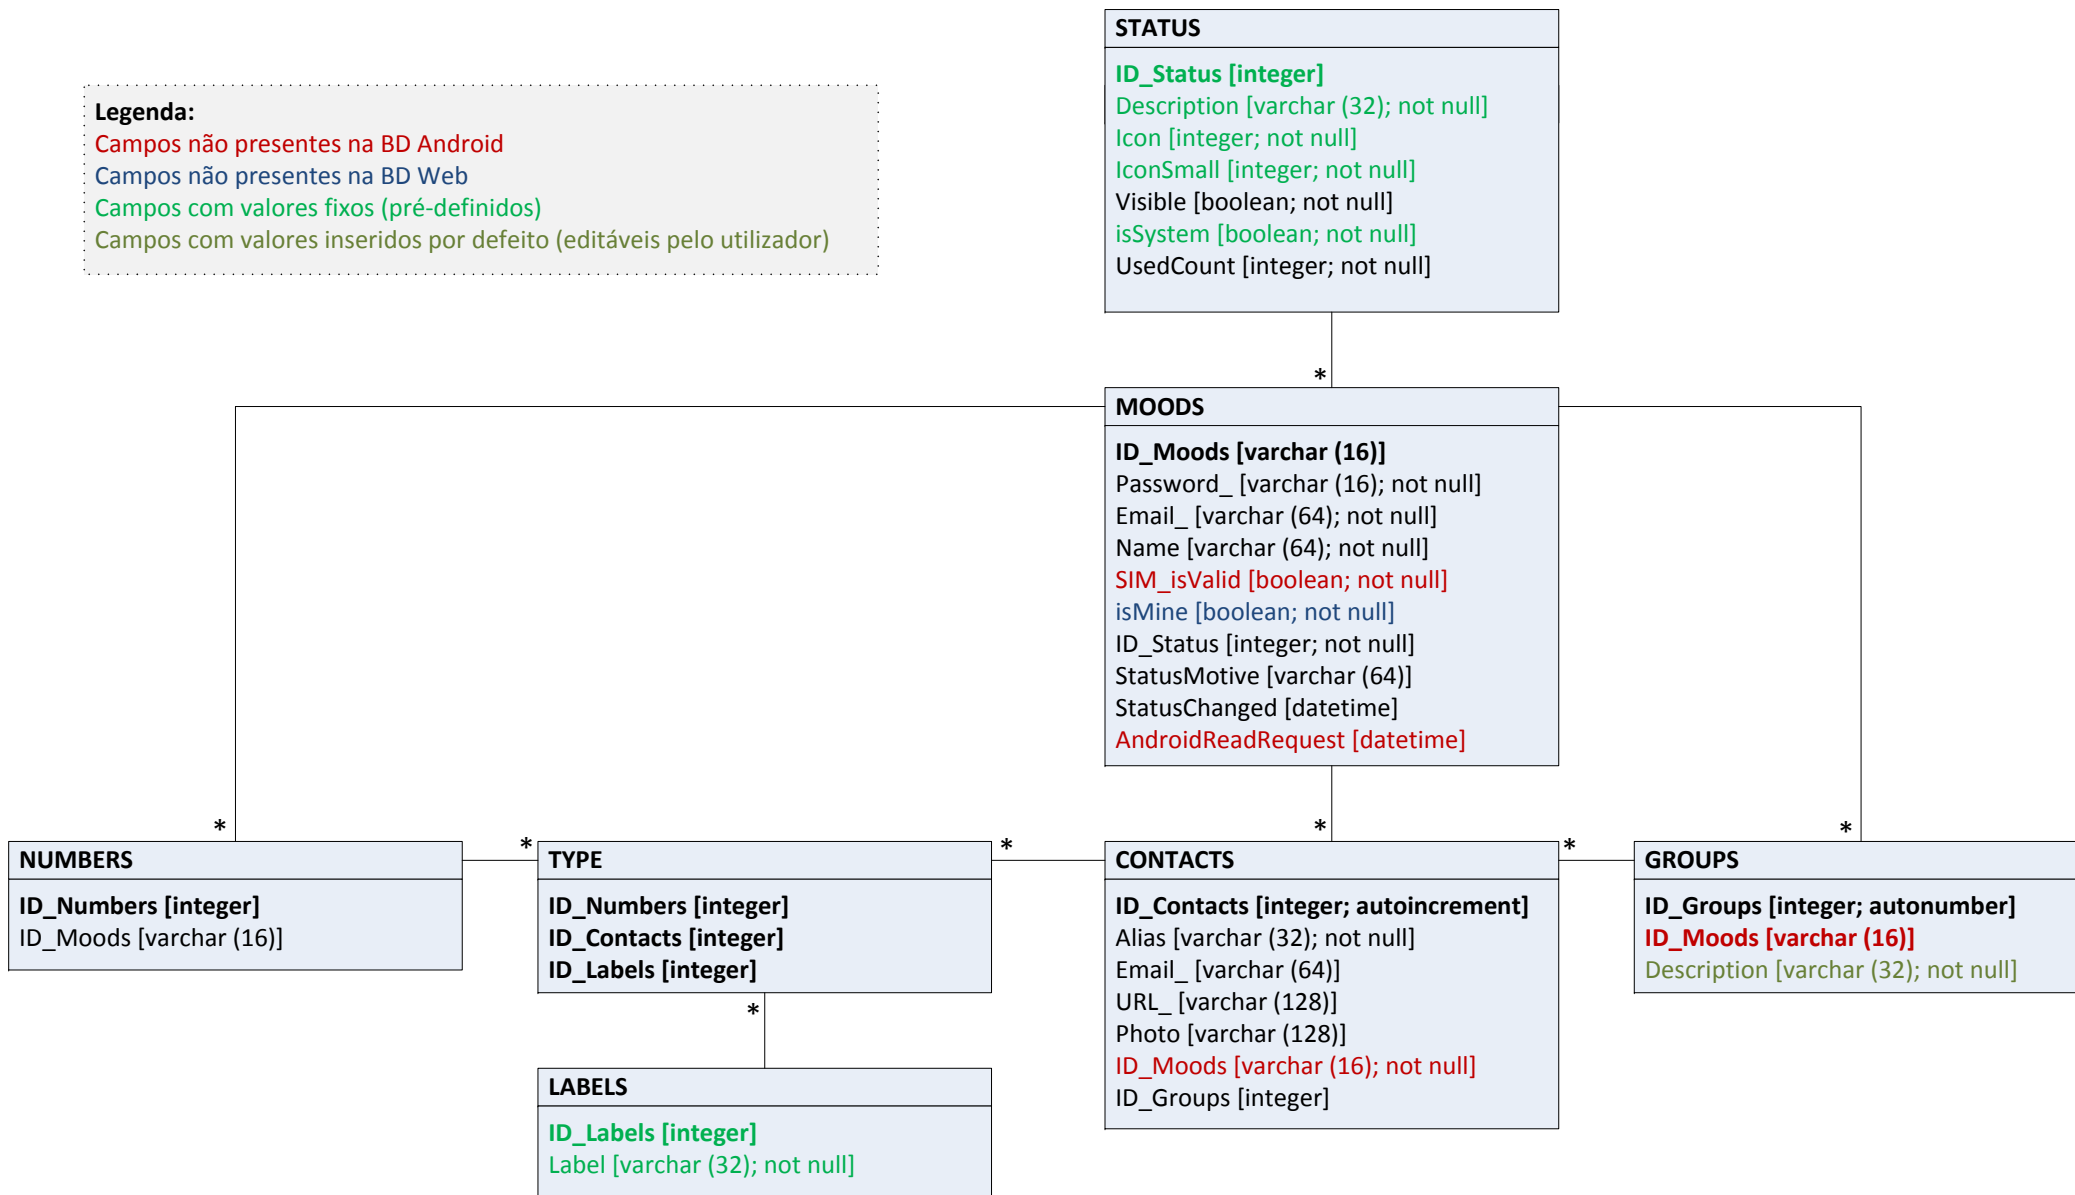 STATUS
ID_Status [integer]
Description [varchar (32); not null]
Icon [integer; not null]
IconSmall [integer; not null]
Visible [boolean; not null]
isSystem [boolean; not null]
UsedCount [integer; not null]
Legenda:
Campos não presentes na BD Android
Campos não presentes na BD Web
Campos com valores fixos (pré-definidos)
Campos com valores inseridos por defeito (editáveis pelo utilizador)
*
MOODS
ID_Moods [varchar (16)]
Password_ [varchar (16); not null]
Email_ [varchar (64); not null]
Name [varchar (64); not null]
SIM_isValid [boolean; not null]
isMine [boolean; not null]
ID_Status [integer; not null]
StatusMotive [varchar (64)]
StatusChanged [datetime]
AndroidReadRequest [datetime]
*
*
*
*
*
*
NUMBERS
ID_Numbers [integer]
ID_Moods [varchar (16)]
TYPE
ID_Numbers [integer]
ID_Contacts [integer]
ID_Labels [integer]
*
CONTACTS
ID_Contacts [integer; autoincrement]
Alias [varchar (32); not null]
Email_ [varchar (64)]
URL_ [varchar (128)]
Photo [varchar (128)]
ID_Moods [varchar (16); not null]
ID_Groups [integer]
GROUPS
ID_Groups [integer; autonumber]
ID_Moods [varchar (16)]
Description [varchar (32); not null]
LABELS
ID_Labels [integer]
Label [varchar (32); not null]